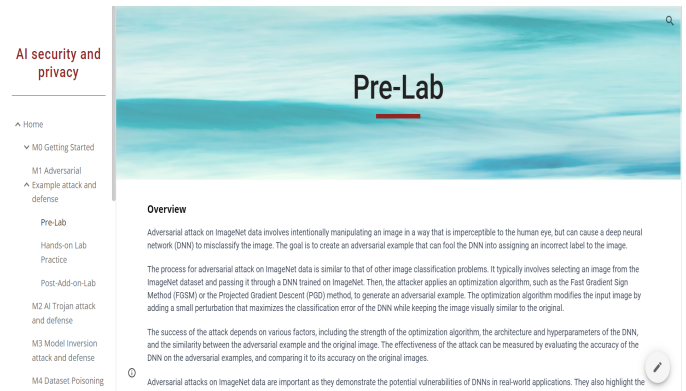 AI security and
privacy
Home
M0 Getting Started
M1 Adversarial
Example attack and
defense
Pre-Lab
Hands-on Lab
Practice
Post-Add-on-Lab
M2 AI Trojan attack
and defense
M3 Model Inversion
attack and defense
M4 Dataset Poisoning
Pre-Lab
Overview
Adversarial attack on ImageNet data involves intentionally manipulating an image in a way that is imperceptible to the human eye, but can cause a deep neural
network (DNN) to misclassify the image. The goal is to create an adversarial example that can fool the DNN into assigning an incorrect label to the image.
The process for adversarial attack on ImageNet data is similar to that of other image classification problems. It typically involves selecting an image from the
ImageNet dataset and passing it through a DNN trained on ImageNet. Then, the attacker applies an optimization algorithm, such as the Fast Gradient Sign
Method (FGSM) or the Projected Gradient Descent (PGD) method, to generate an adversarial example. The optimization algorithm modifies the input image by
adding a small perturbation that maximizes the classification error of the DNN while keeping the image visually similar to the original.
The success of the attack depends on various factors, including the strength of the optimization algorithm, the architecture and hyperparameters of the DNN,
and the similarity between the adversarial example and the original image. The effectiveness of the attack can be measured by evaluating the accuracy of the
DNN on the adversarial examples, and comparing it to its accuracy on the original images.
Adversarial attacks on ImageNet data are important as they demonstrate the potential vulnerabilities of DNNs in real-world applications. They also highlight the